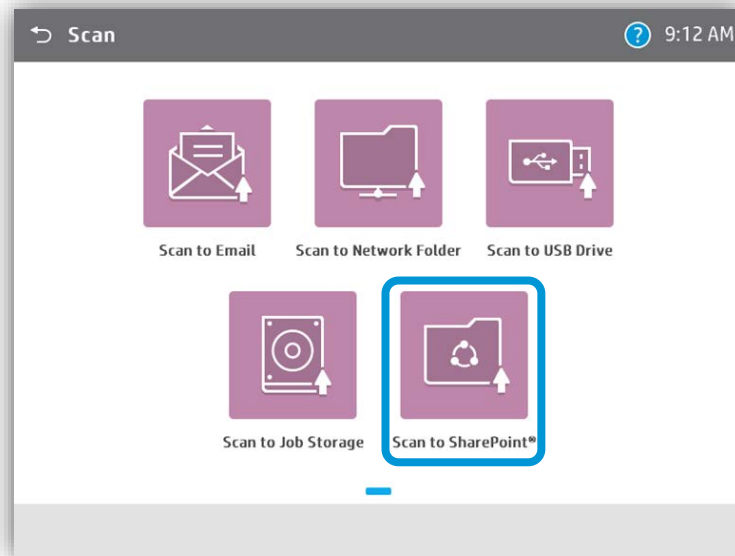 Scan
? 9:12 AM
Scan to Email
Scan to Network Folder
Scan to USB Drive
Scan to Job Storage
Scan to SharePoint®